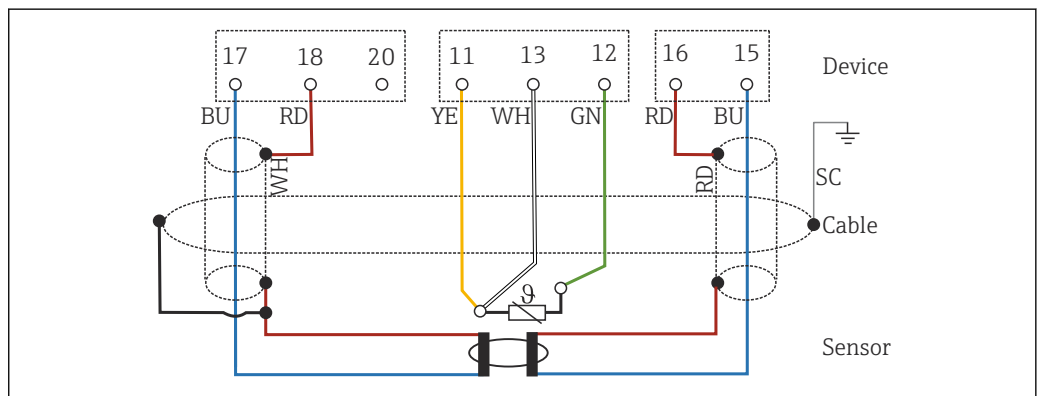 17 18 20 11 13 12 16 15
Device
BU RD YE WH GN RD BU
WH
RD
SC
Cable
ϑ
Sensor